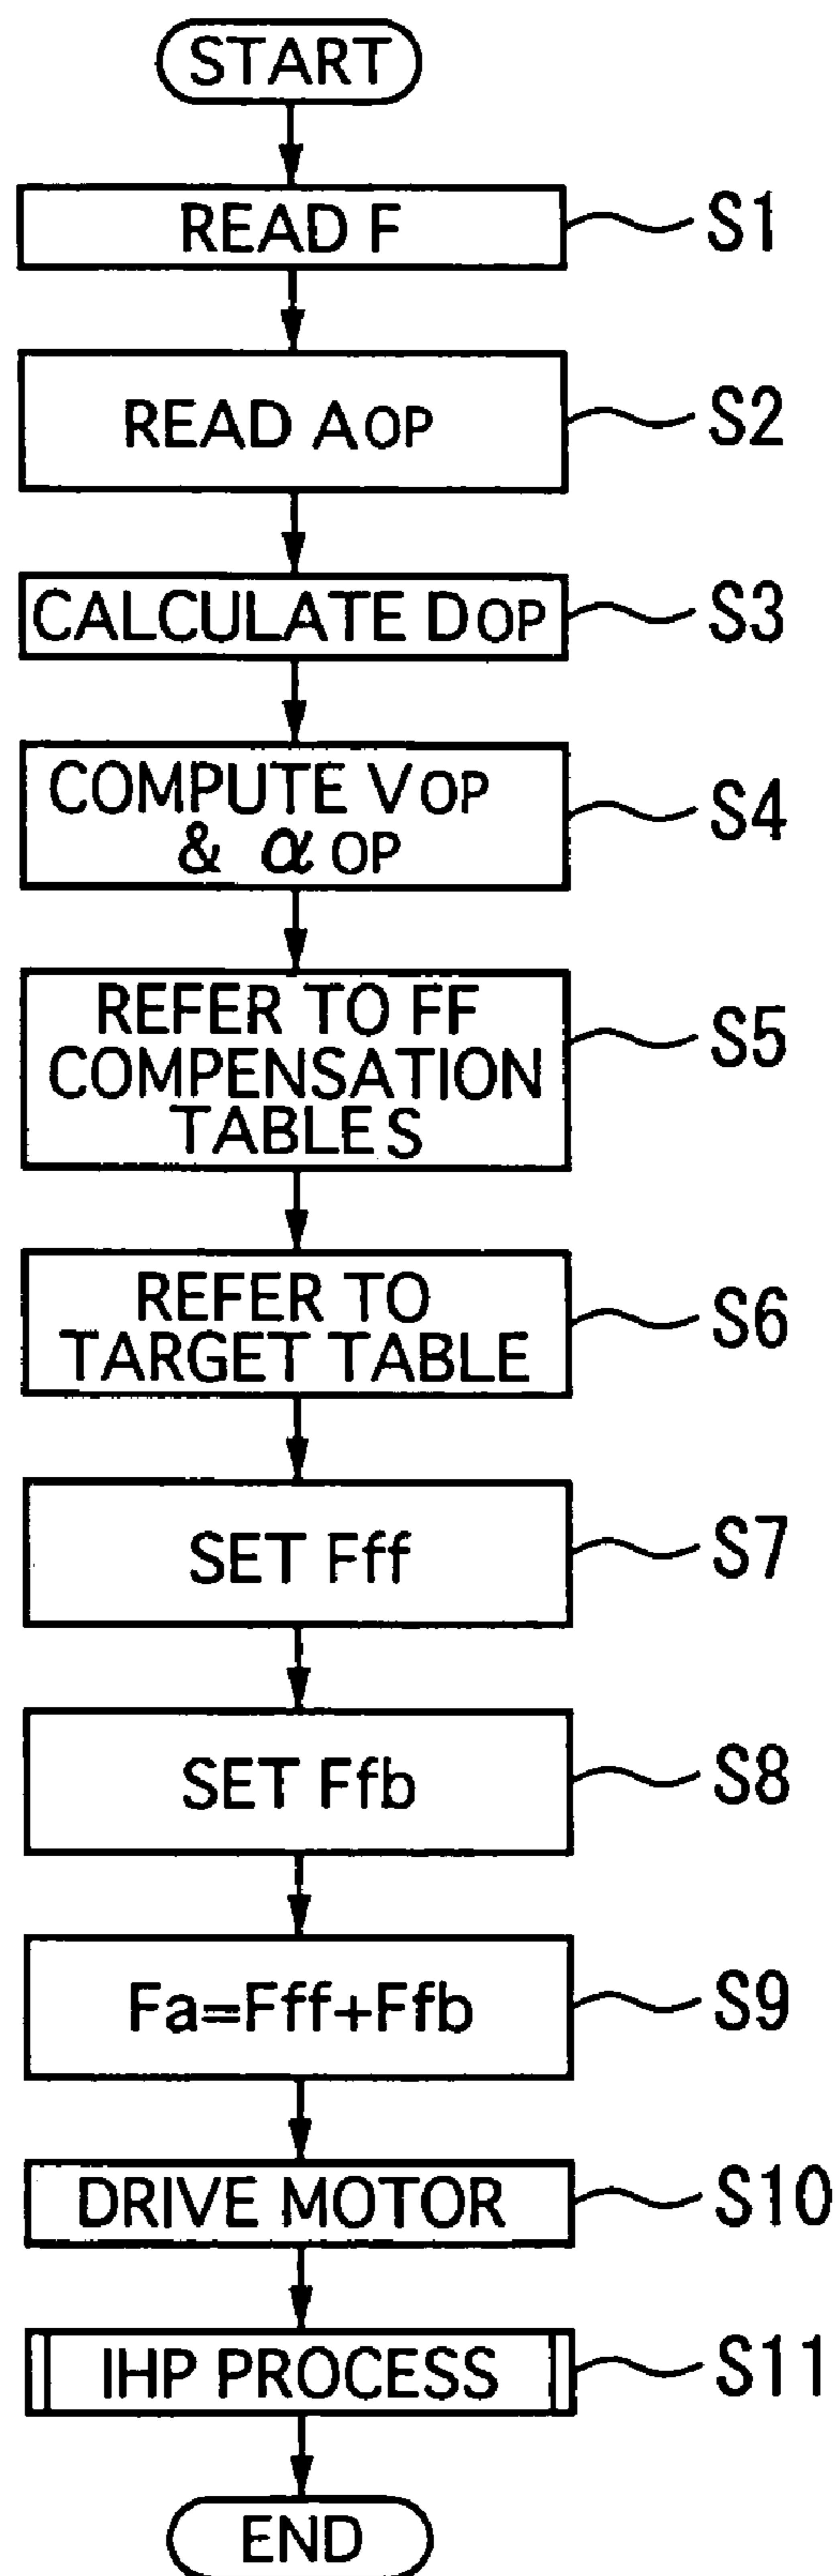 START
READ F
S1
READ AOP
S2
CALCULATE DOP
S3
COMPUTE VOP
& αOP
S4
REFER TO FF
COMPENSATION
TABLES
S5
REFER TO
TARGET TABLE
S6
SET Fff
S7
SET Ffb
S8
Fa=Fff+Ffb
S9
DRIVE MOTOR
S10
IHP PROCESS
S11
END